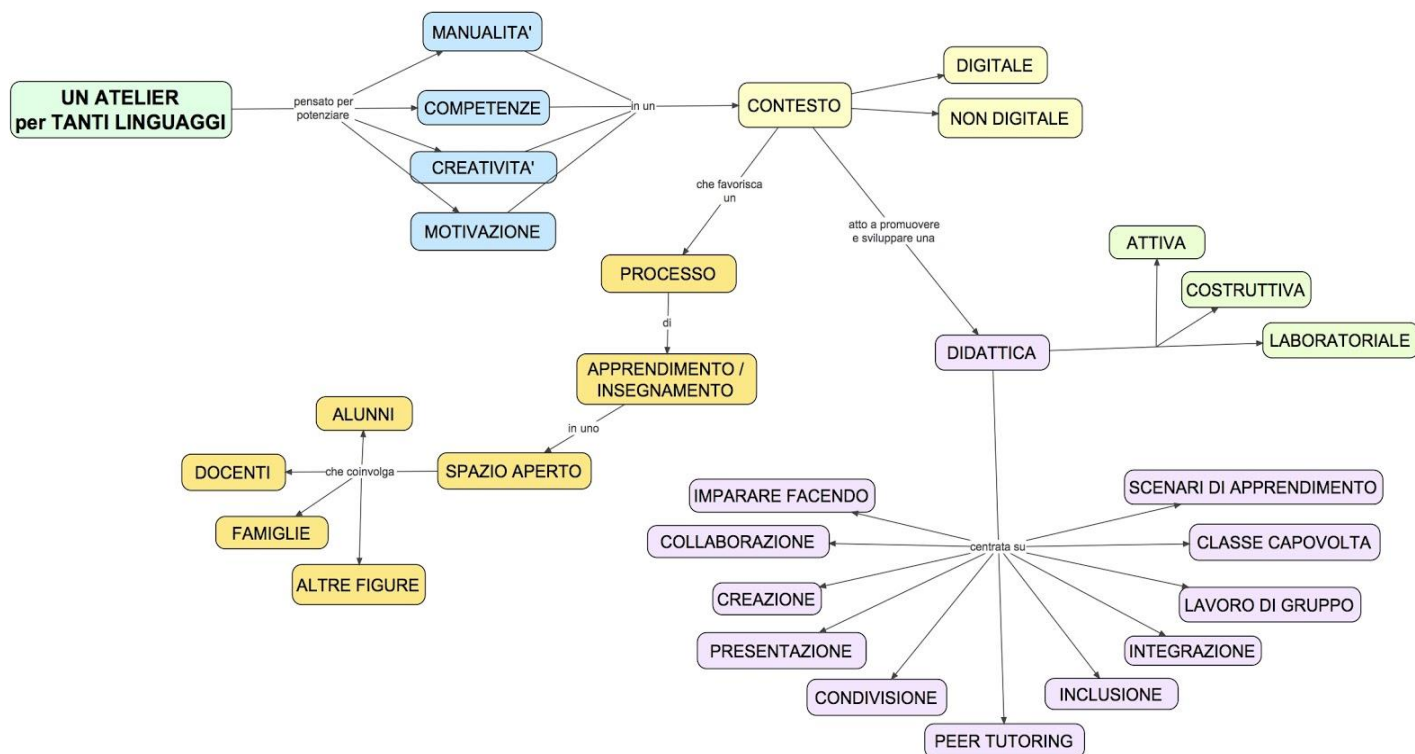 UN ATELIER
per TANTI LINGUAGGI
pensato per
potenziare
MANUALITA'
COMPETENZE
CREATIVITA'
MOTIVAZIONE
in un
CONTESTO
DIGITALE
NON DIGITALE
che favorisca
un
PROCESSO
di
APPRENDIMENTO /
INSEGNAMENTO
in uno
SPAZIO APERTO
che coinvolga
ALUNNI
DOCENTI
FAMIGLIE
ALTRE FIGURE
atto a promuovere
e sviluppare una
DIDATTICA
ATTIVA
COSTRUTTIVA
LABORATORIALE
centrata su
IMPARARE FACENDO
COLLABORAZIONE
CREAZIONE
PRESENTAZIONE
CONDIVISIONE
PEER TUTORING
INCLUSIONE
INTEGRAZIONE
LAVORO DI GRUPPO
CLASSE CAPOVOLTA
SCENARI DI APPRENDIMENTO